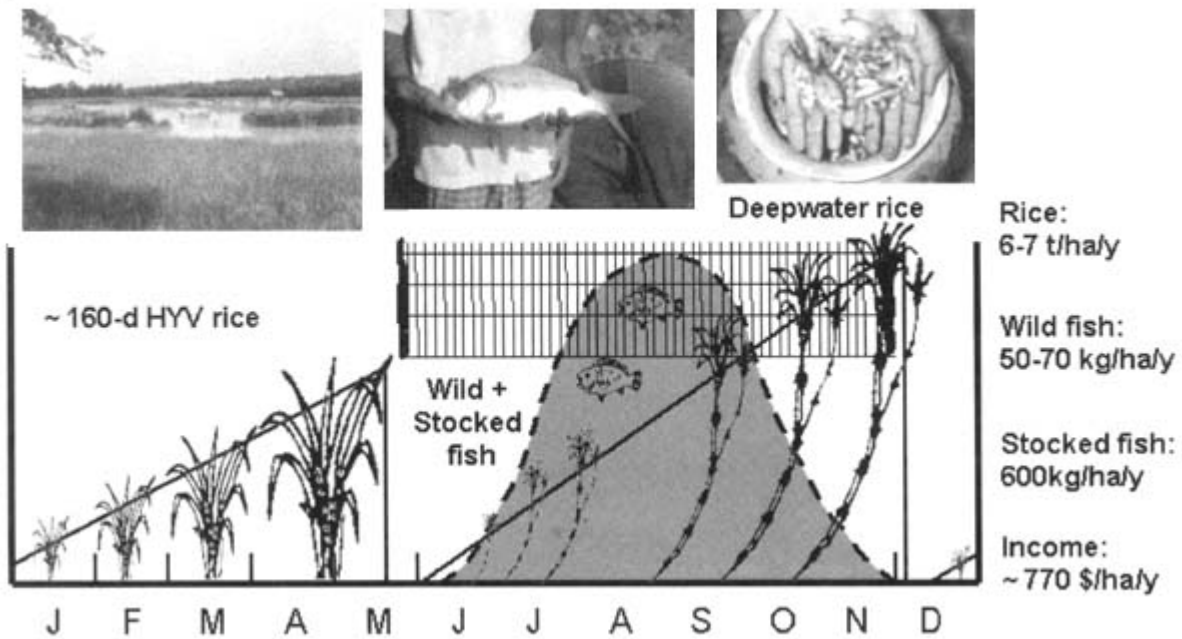 Deepwater rice
~ 160-d HYV rice
Wild +
Stocked
fish
Rice:
6-7 t/ha/y
Wild fish:
50-70 kg/ha/y
Stocked fish:
600kg/ha/y
Income:
~ 770 $/ha/y
J F M A M J J A S O N D